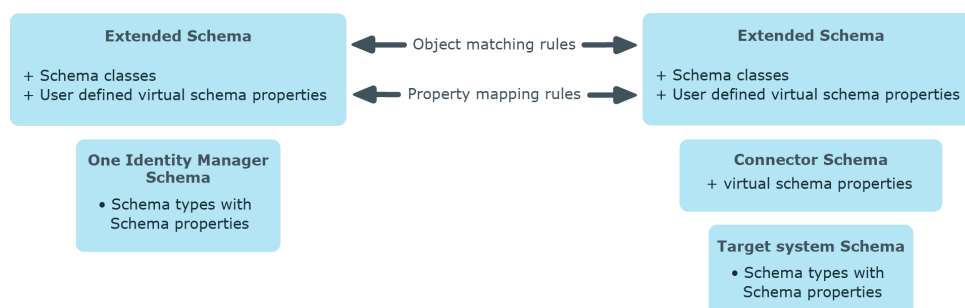 Extended Schema
+ Schema classes
+ User defined virtual schema properties
Object matching rules
Property mapping rules
Extended Schema
+ Schema classes
+ User defined virtual schema properties
One Identity Manager
Schema
• Schema types with
Schema properties
Connector Schema
+ virtual schema properties
Target system Schema
• Schema types with
Schema properties